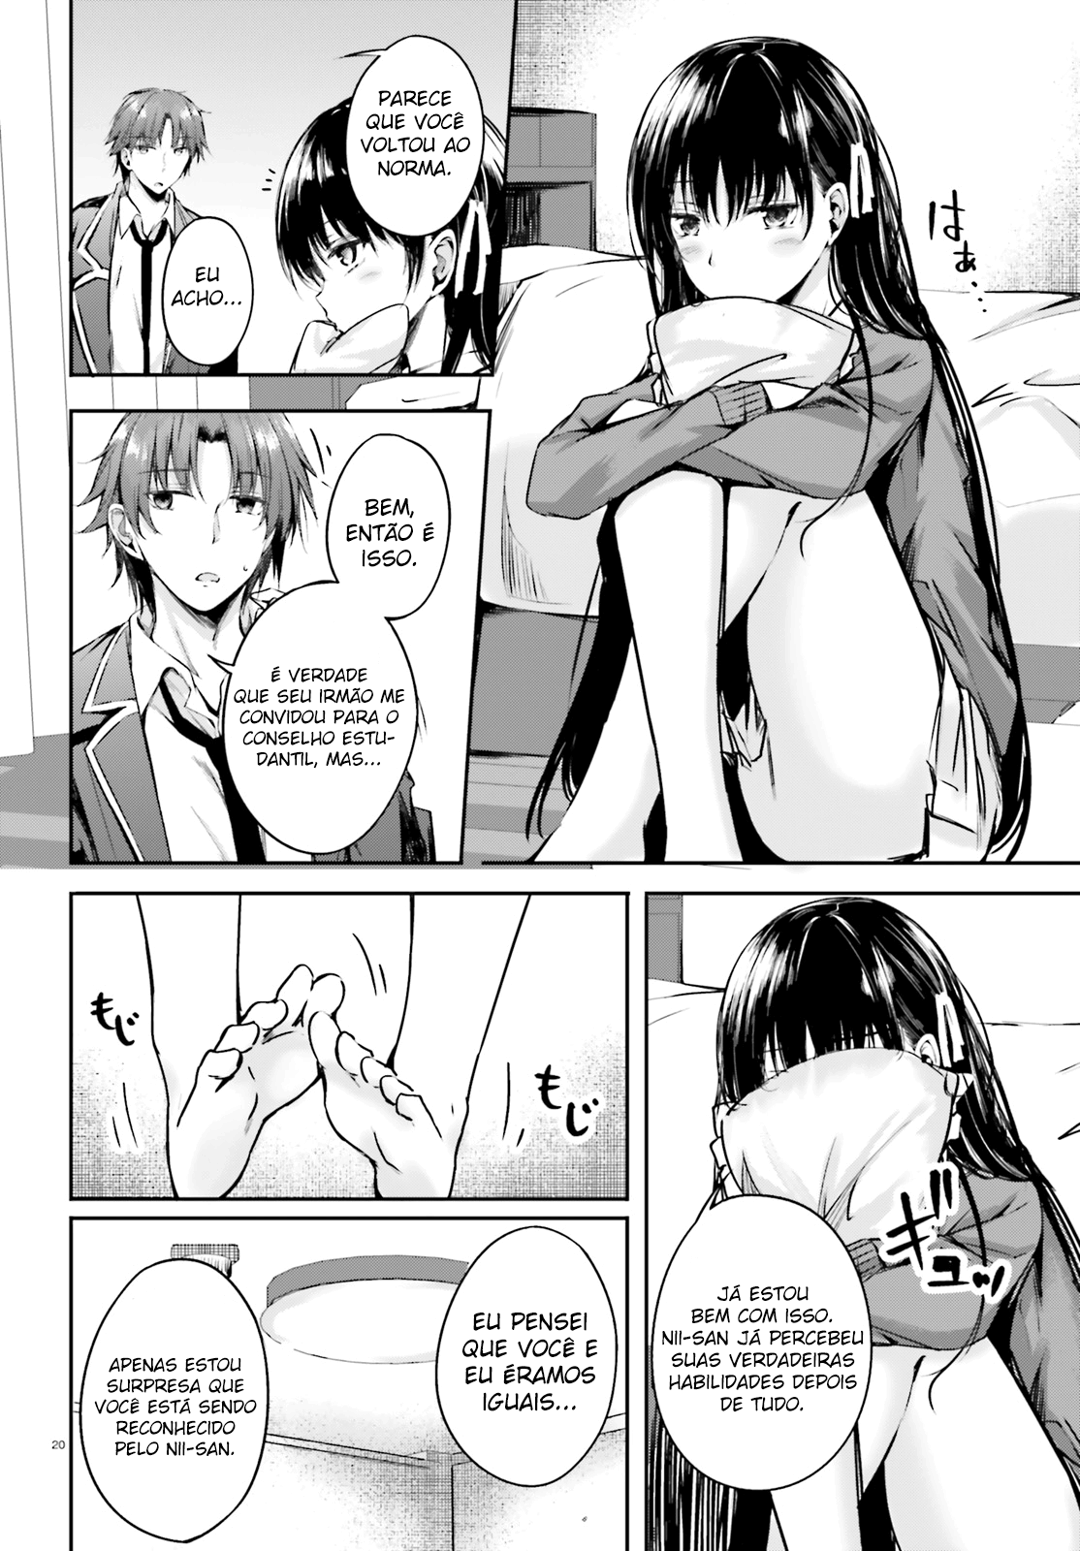 はぁ...
PARECE
QUE VOCÊ
VOLTOU AO
NORMA.
EU
ACHO...
BEM,
ENTÃO É
ISSO.
É VERDADE
QUE SEU IRMÃO ME
CONVIDOU PARA O
CONSELHO ESTU-
DANTIL, MAS...
JÁ ESTOU
BEM COM ISSO.
NII-SAN JÁ PERCEBEU
SUAS VERDADEIRAS
HABILIDADES DEPOIS
DE TUDO.
ギュッ
もじ
もじ
EU PENSEI
QUE VOCÊ E
EU ÉRAMOS
IGUAIS...
APENAS ESTOU
SURPRESA QUE
VOCÊ ESTÁ SENDO
RECONHECIDO
PELO NII-SAN.
20